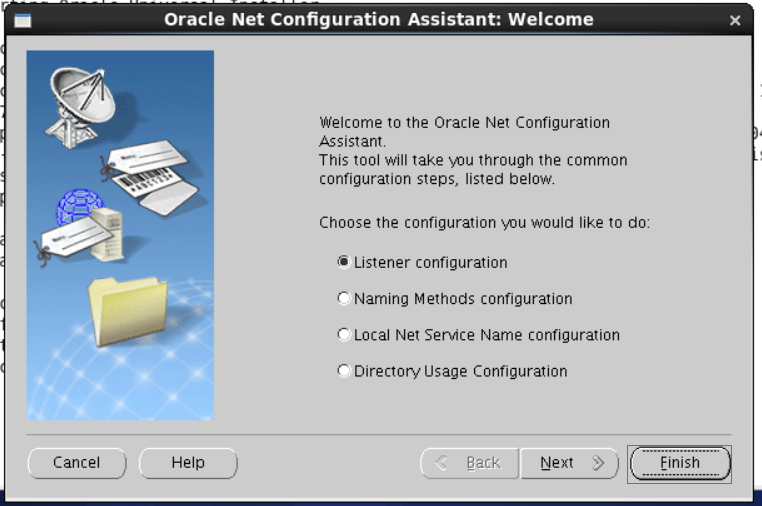 Oracle Net Configuration Assistant: Welcome
Welcome to the Oracle Net Configuration
Assistant.
This tool will take you through the common
configuration steps, listed below.
Choose the configuration you would like to do:
Listener configuration
Naming Methods configuration
Local Net Service Name configuration
Directory Usage Configuration
Cancel
Help
Back
Next
Finish